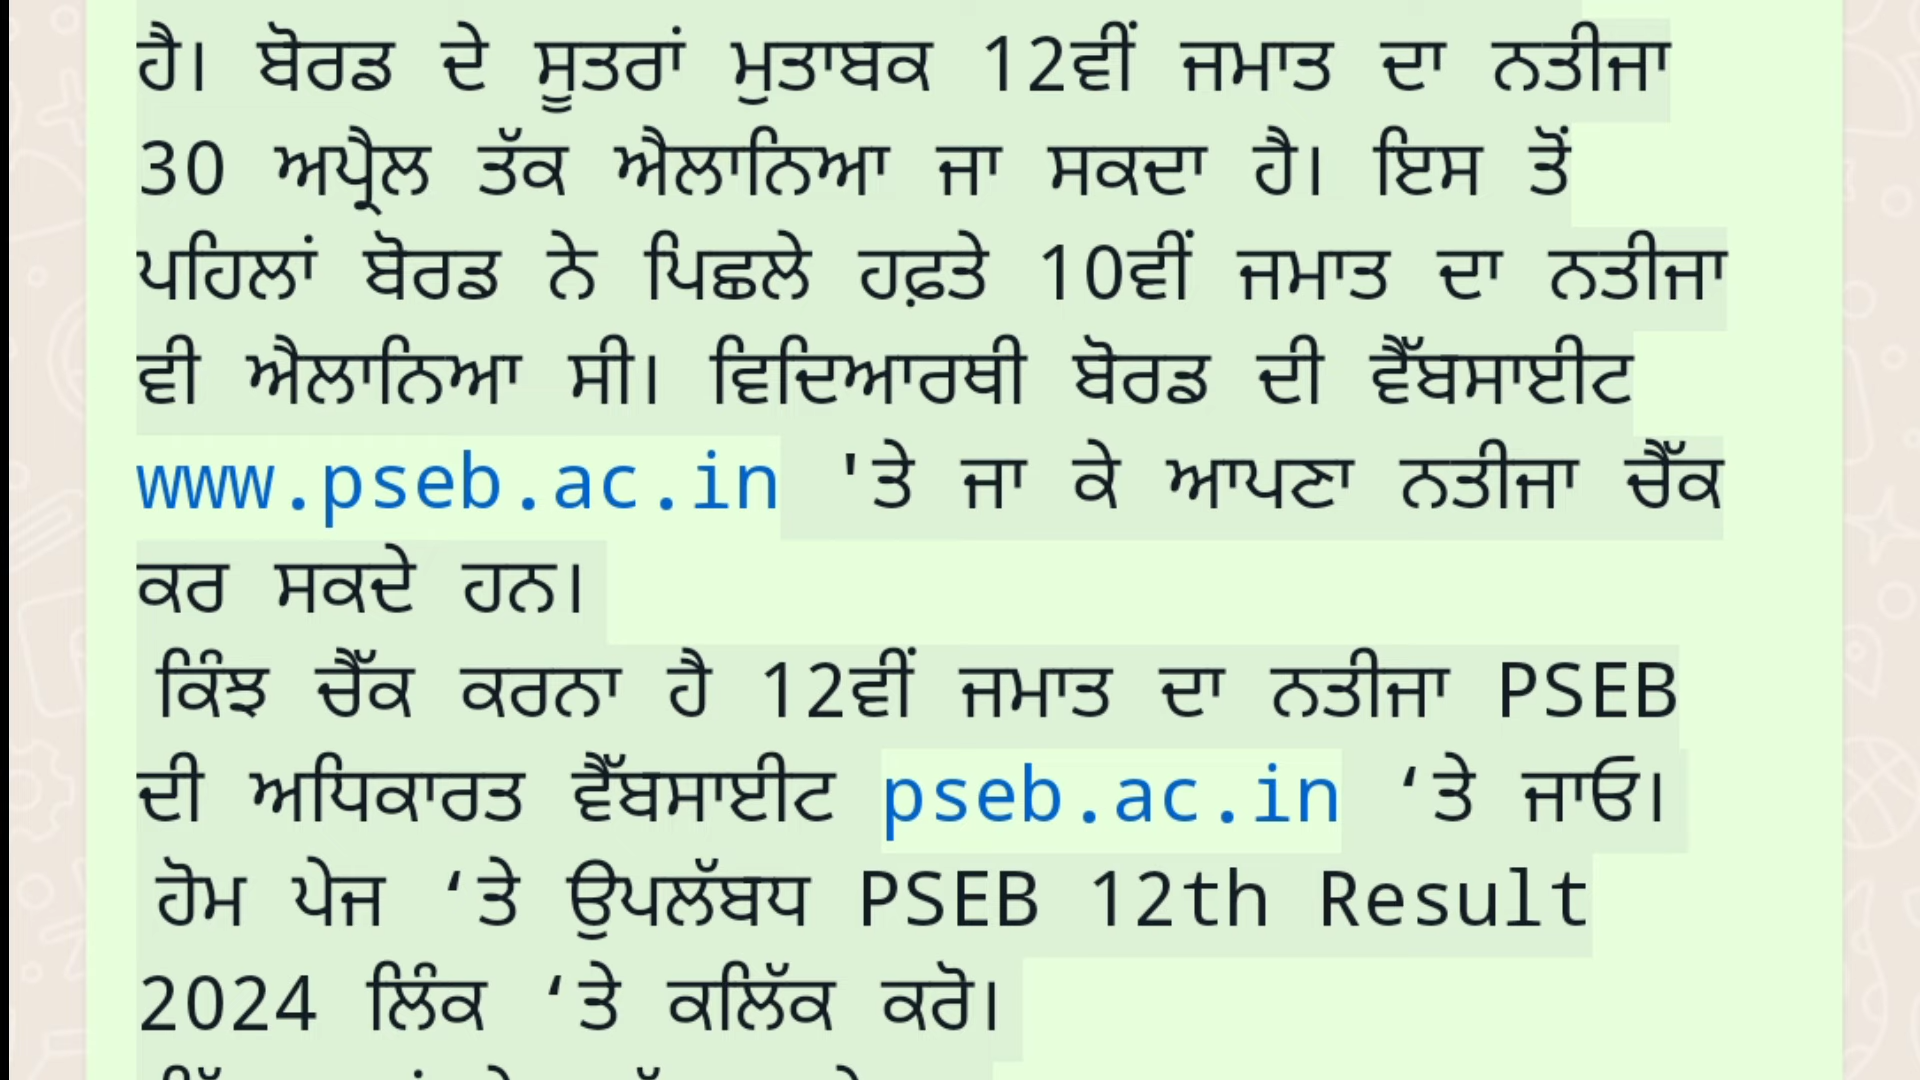 ਹੈ। ਬੋਰਡ ਦੇ ਸੂਤਰਾਂ ਮੁਤਾਬਕ 12ਵੀਂ ਜਮਾਤ ਦਾ ਨਤੀਜਾ
30 ਅਪ੍ਰੈਲ ਤੱਕ ਐਲਾਨਿਆ ਜਾ ਸਕਦਾ ਹੈ। ਇਸ ਤੋਂ
ਪਹਿਲਾਂ ਬੋਰਡ ਨੇ ਪਿਛਲੇ ਹਫ਼ਤੇ 10ਵੀਂ ਜਮਾਤ ਦਾ ਨਤੀਜਾ
ਵੀ ਐਲਾਨਿਆ ਸੀ। ਵਿਦਿਆਰਥੀ ਬੋਰਡ ਦੀ ਵੈੱਬਸਾਈਟ
www.pseb.ac.in 'ਤੇ ਜਾ ਕੇ ਆਪਣਾ ਨਤੀਜਾ ਚੈੱਕ
ਕਰ ਸਕਦੇ ਹਨ।
ਕਿੰਝ ਚੈੱਕ ਕਰਨਾ ਹੈ 12ਵੀਂ ਜਮਾਤ ਦਾ ਨਤੀਜਾ PSEB
ਦੀ ਅਧਿਕਾਰਤ ਵੈੱਬਸਾਈਟ pseb.ac.in ‘ਤੇ ਜਾਓ।
ਹੋਮ ਪੇਜ ‘ਤੇ ਉਪਲੱਬਧ PSEB 12th Result
2024 ਲਿੰਕ ‘ਤੇ ਕਲਿੱਕ ਕਰੋ।